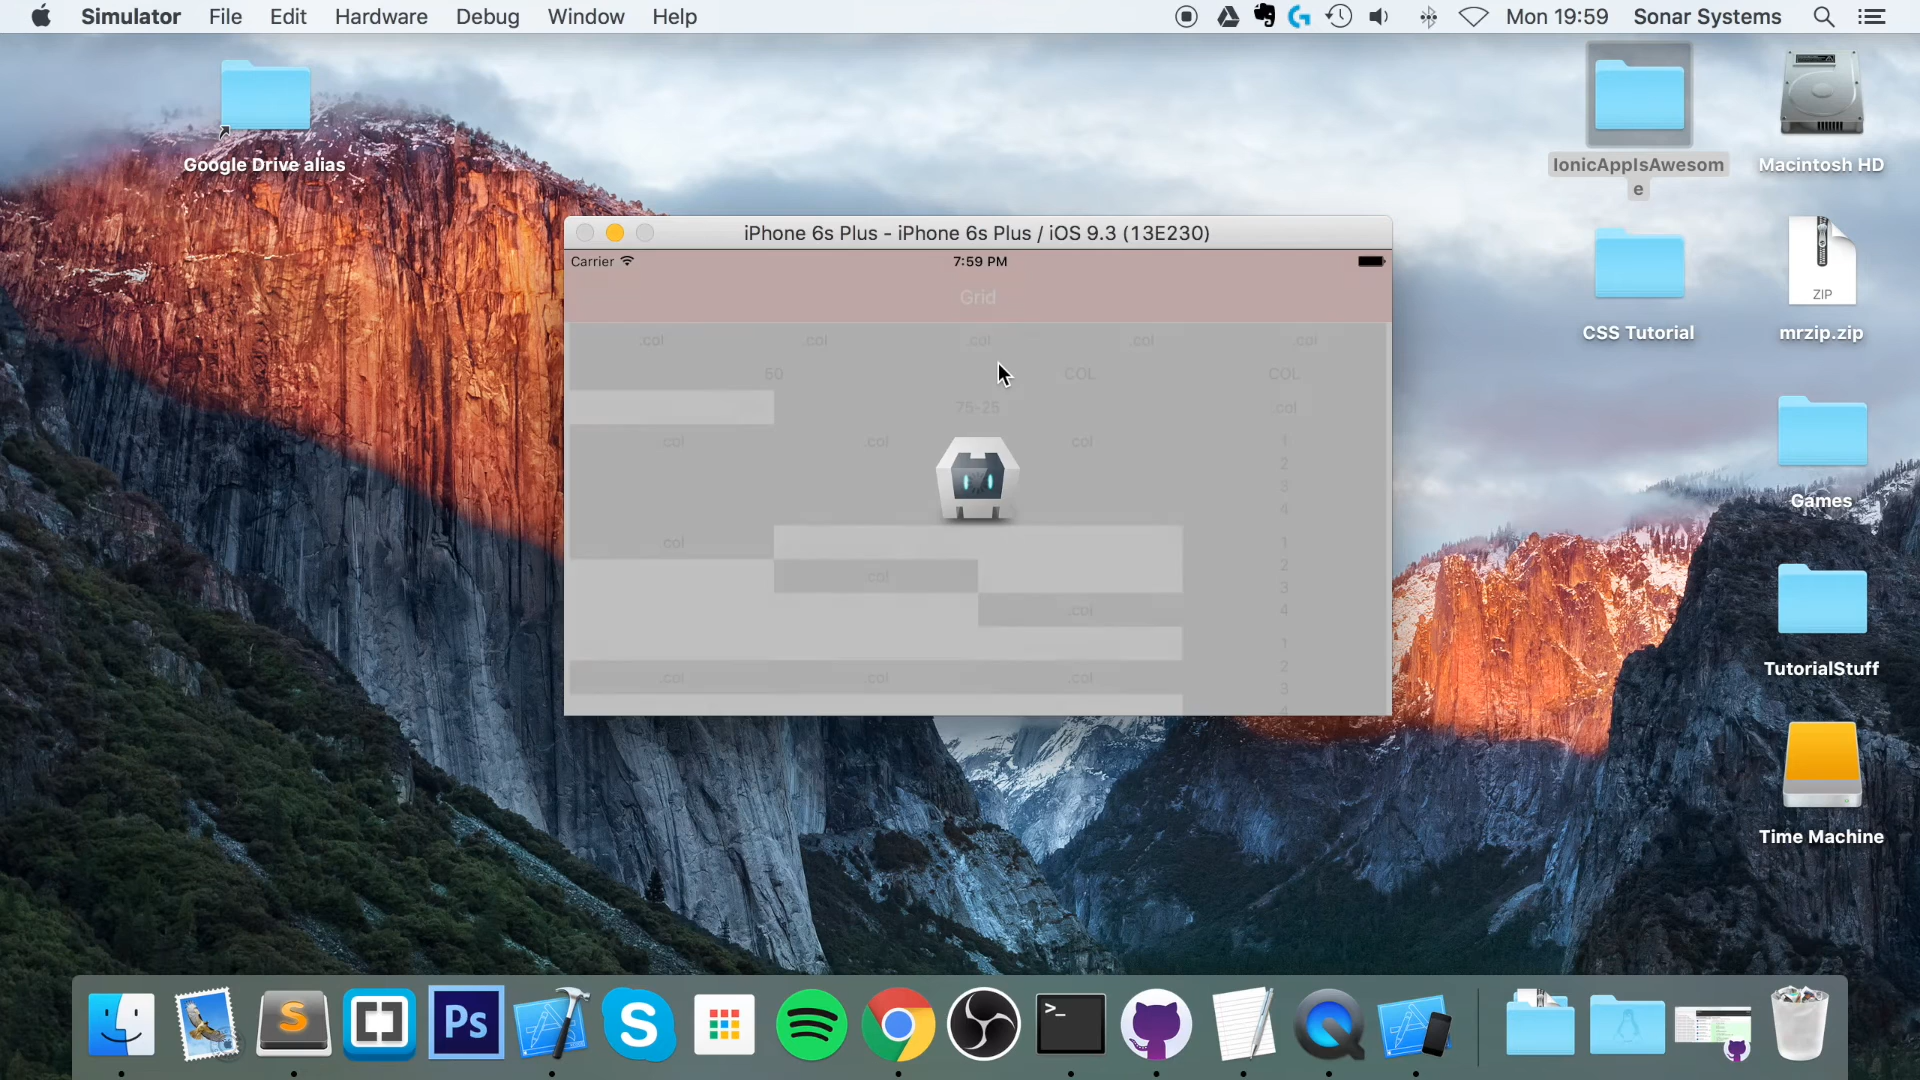 Simulator File Edit Hardware Debug Window Help Mon 19:59 Sonar Systems
Google Drive alias
IonicAppIsAwesom
e
Macintosh HD
CSS Tutorial
ZIP
mrzip.zip
Games
TutorialStuff
Time Machine
iPhone 6s Plus - iPhone 6s Plus / iOS 9.3 (13E230)
Carrier 7:59 PM
Grid
.col .col .col .col .col
50 COL COL
75-25 .col
.col .col .col 1
2
3
4
.col 1
2
.col
3
.col 4
1
2
.col .col .col
3
4
S
Ps
S
>_